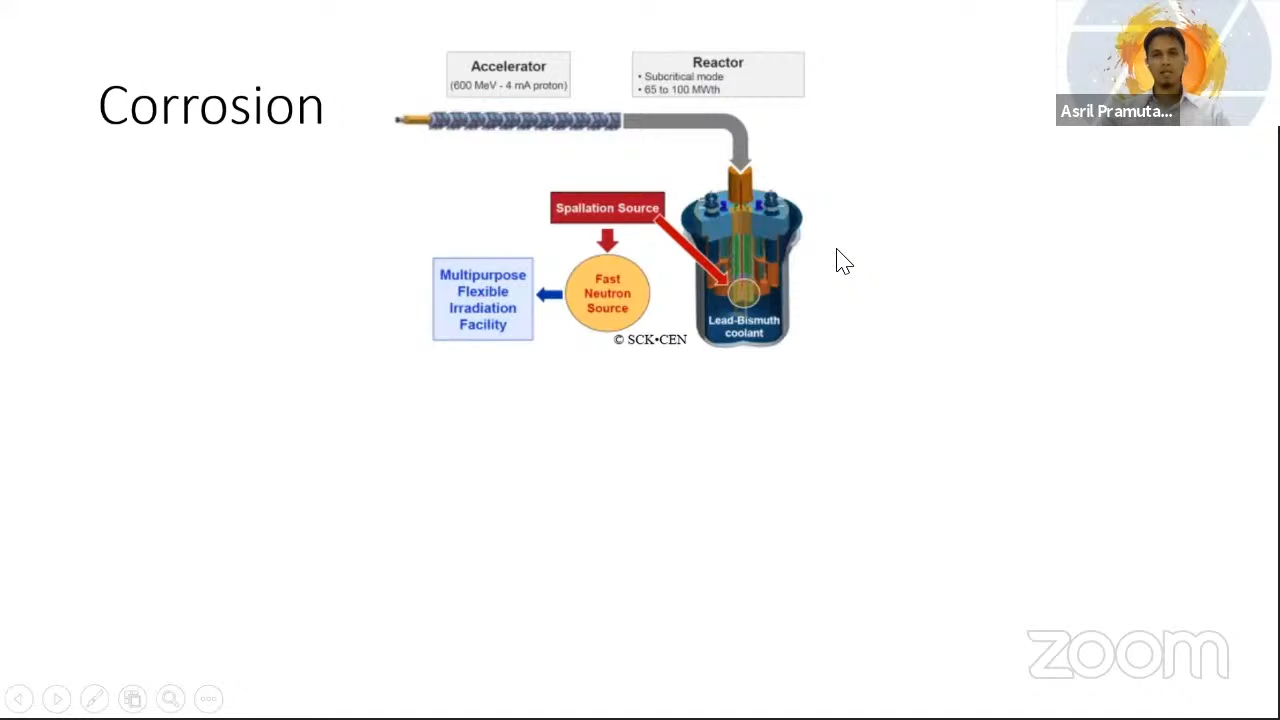 Corrosion
Accelerator
(600 MeV - 4 mA proton)
Reactor
• Subcritical mode
• 65 to 100 MWth
Spallation Source
Fast
Neutron
Source
Multipurpose
Flexible
Irradiation
Facility
Lead-Bismuth
coolant
© SCK•CEN
Asril Pramuta...
zoom